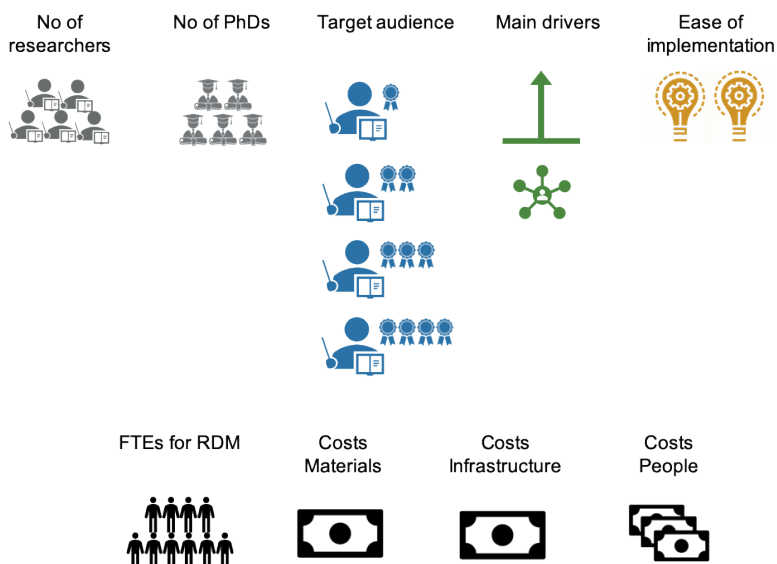 No of
researchers
No of PhDs
Target audience
Main drivers
Ease of
implementation
FTEs for RDM
Costs
Materials
Costs
Infrastructure
Costs
People